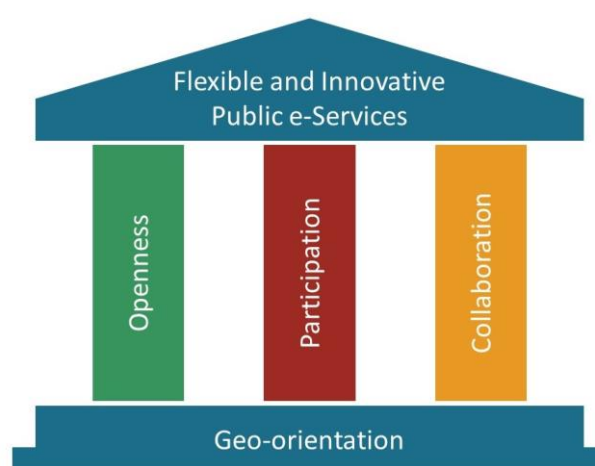 Flexible and Innovative
Public e-Services
Openness
Participation
Collaboration
Geo-orientation